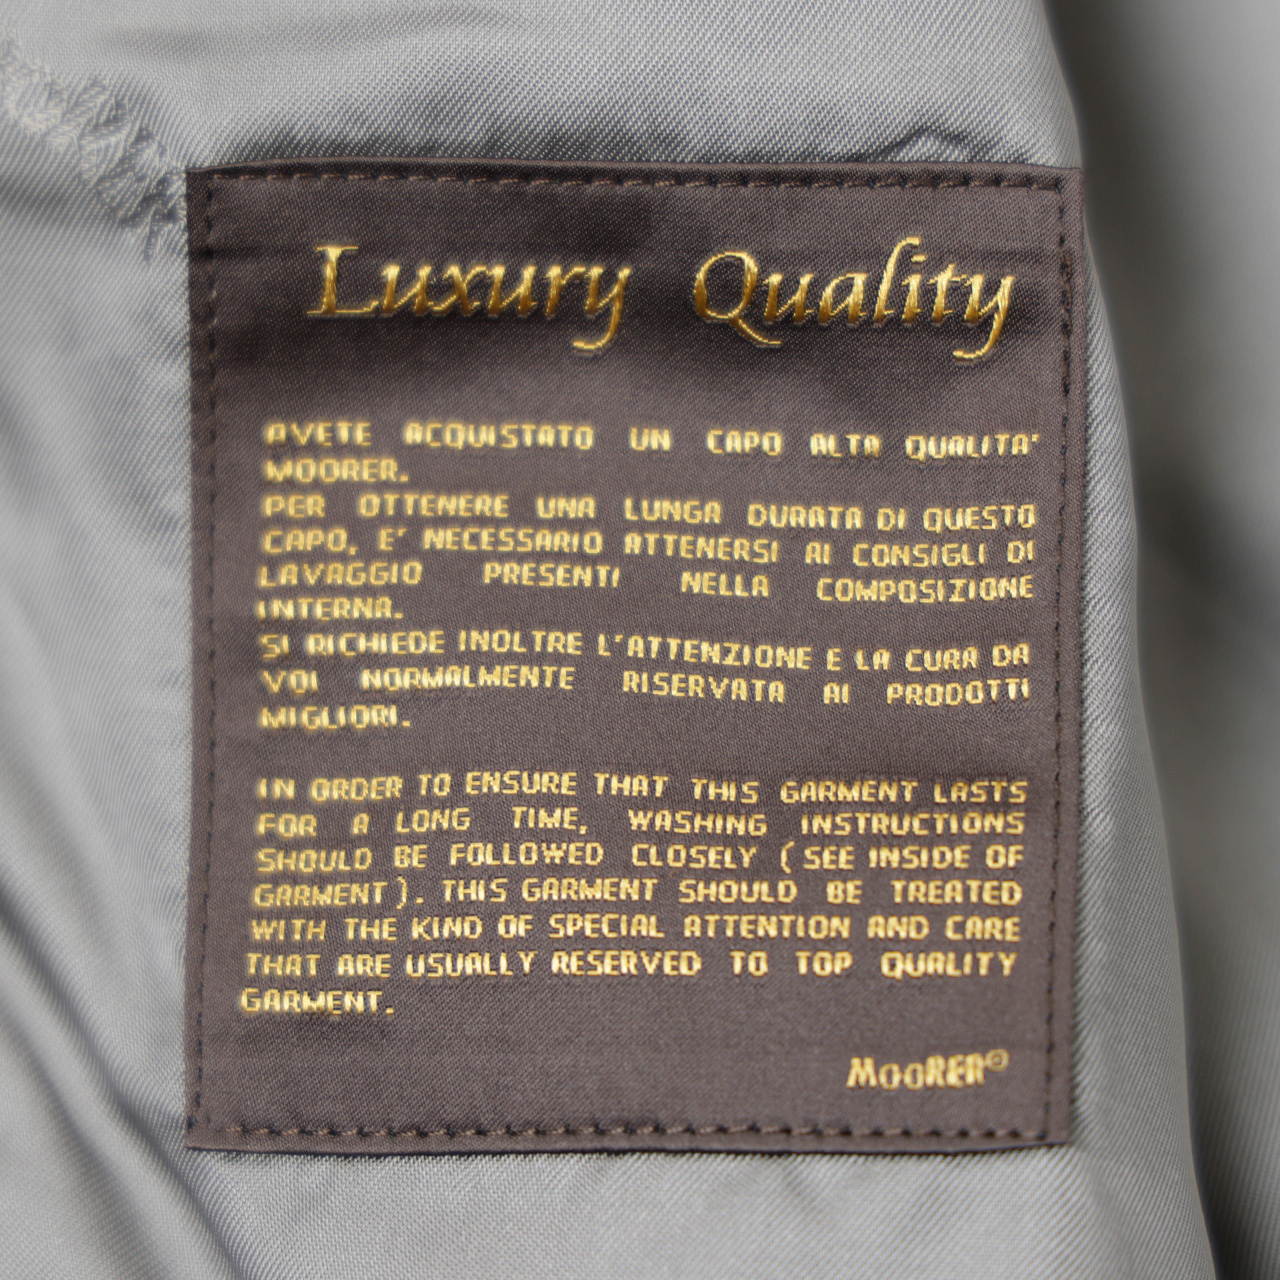 Luxury Quality
AVETE ACQUISTATO UN CAPO ALTA QUALITA'
MOORER.
PER OTTENERE UNA LUNGA DURATA DI QUESTO
CAPO, E' NECESSARIO ATTENERSI AI CONSIGLI DI
LAVAGGIO PRESENTI NELLA COMPOSIZIONE
INTERNA.
SI RICHIEDE INOLTRE L'ATTENZIONE E LA CURA DA
VOI NORMALMENTE RISERVATA AI PRODOTTI
MIGLIORI.
IN ORDER TO ENSURE THAT THIS GARMENT LASTS
FOR A LONG TIME, WASHING INSTRUCTIONS
SHOULD BE FOLLOWED CLOSELY (SEE INSIDE OF
GARMENT). THIS GARMENT SHOULD BE TREATED
WITH THE KIND OF SPECIAL ATTENTION AND CARE
THAT ARE USUALLY RESERVED TO TOP QUALITY
GARMENT.
MOORER©